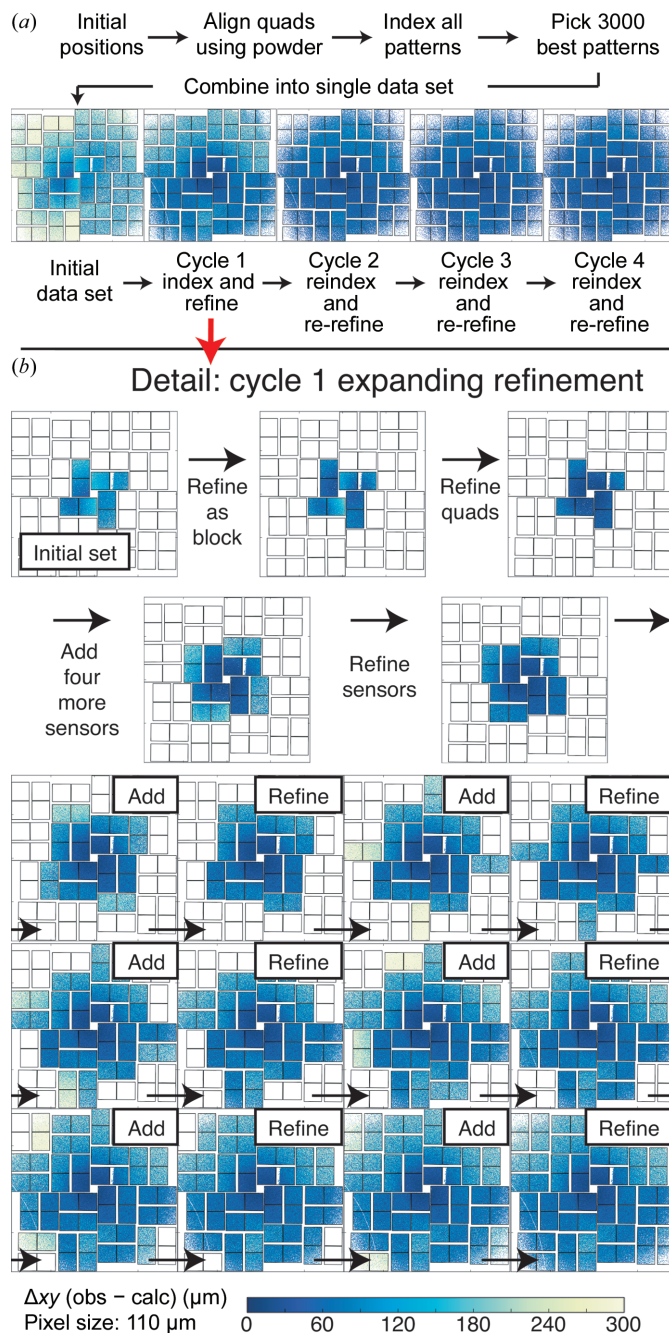 (a)
Initial positions
Align quads using powder
Index all patterns
Pick 3000 best patterns
Combine into single data set
Initial data set
Cycle 1 index and refine
Cycle 2 reindex and re-refine
Cycle 3 reindex and re-refine
Cycle 4 reindex and re-refine
(b)
Detail: cycle 1 expanding refinement
Initial set
Refine as block
Refine quads
Add four more sensors
Refine sensors
Add
Refine
Add
Refine
Add
Refine
Add
Refine
Add
Refine
Add
Refine
Δxy (obs − calc) (μm)
Pixel size: 110 μm
0 60 120 180 240 300